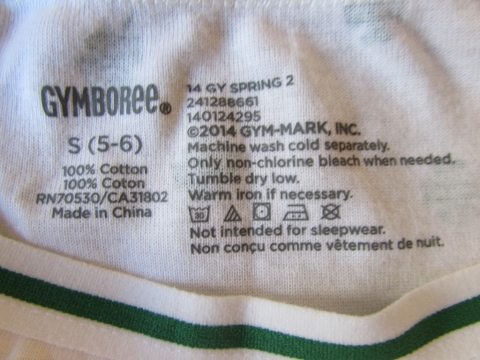 GYMBOREE®
S (5-6)
100% Cotton
100% Coton
RN70530/CA31802
Made in China
14 GY SPRING 2
241288661
140124295
©2014 GYM-MARK, INC.
Machine wash cold separately.
Only non-chlorine bleach when needed.
Tumble dry low.
Warm iron if necessary.
Not intended for sleepwear.
Non conçu comme vêtement de nuit.